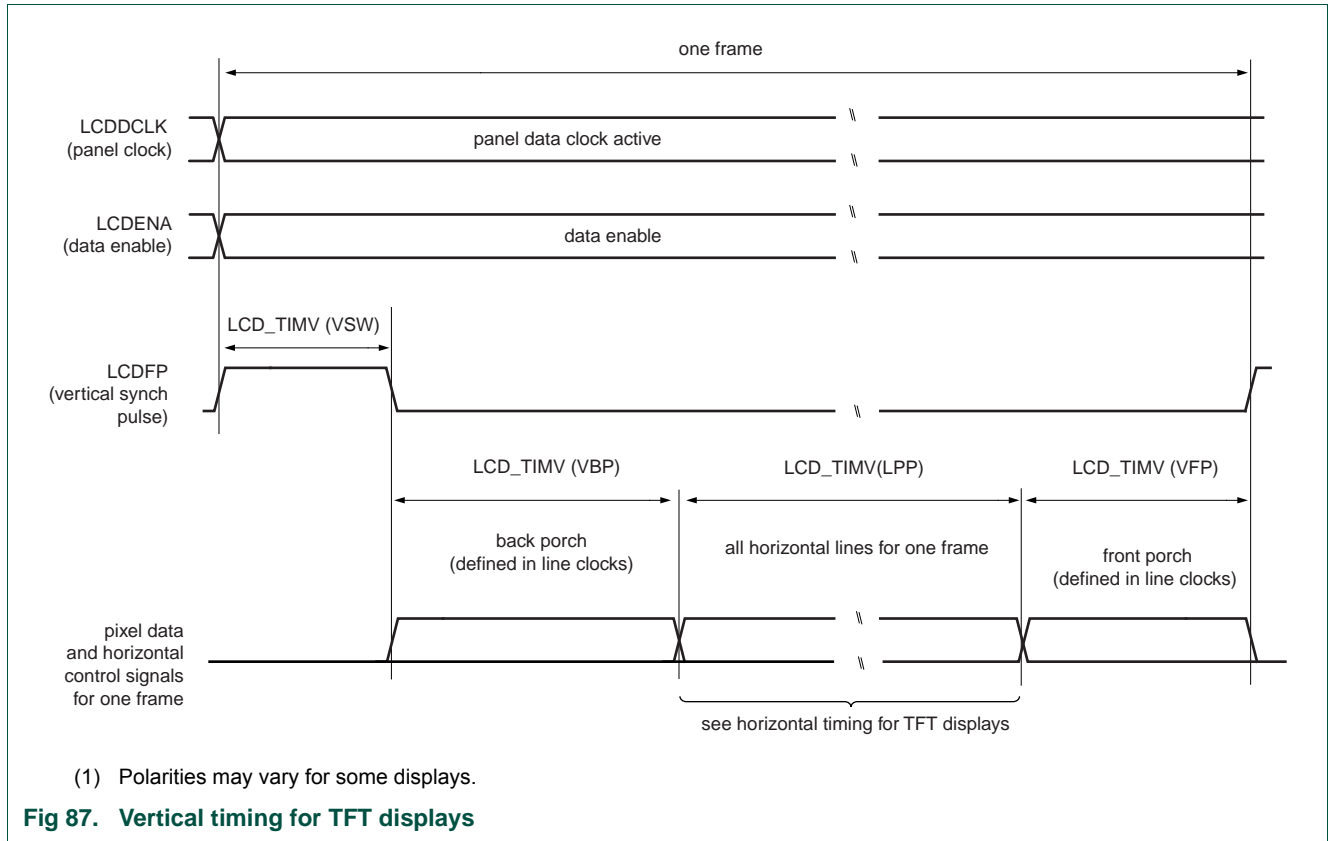 one frame
LCDDCLK
(panel clock)
panel data clock active
LCDENA
(data enable)
data enable
LCD_TIMV (VSW)
LCDFP
(vertical synch
pulse)
LCD_TIMV (VBP)
LCD_TIMV(LPP)
LCD_TIMV (VFP)
back porch
(defined in line clocks)
all horizontal lines for one frame
front porch
(defined in line clocks)
pixel data
and horizontal
control signals
for one frame
see horizontal timing for TFT displays
(1) Polarities may vary for some displays.
Fig 87. Vertical timing for TFT displays